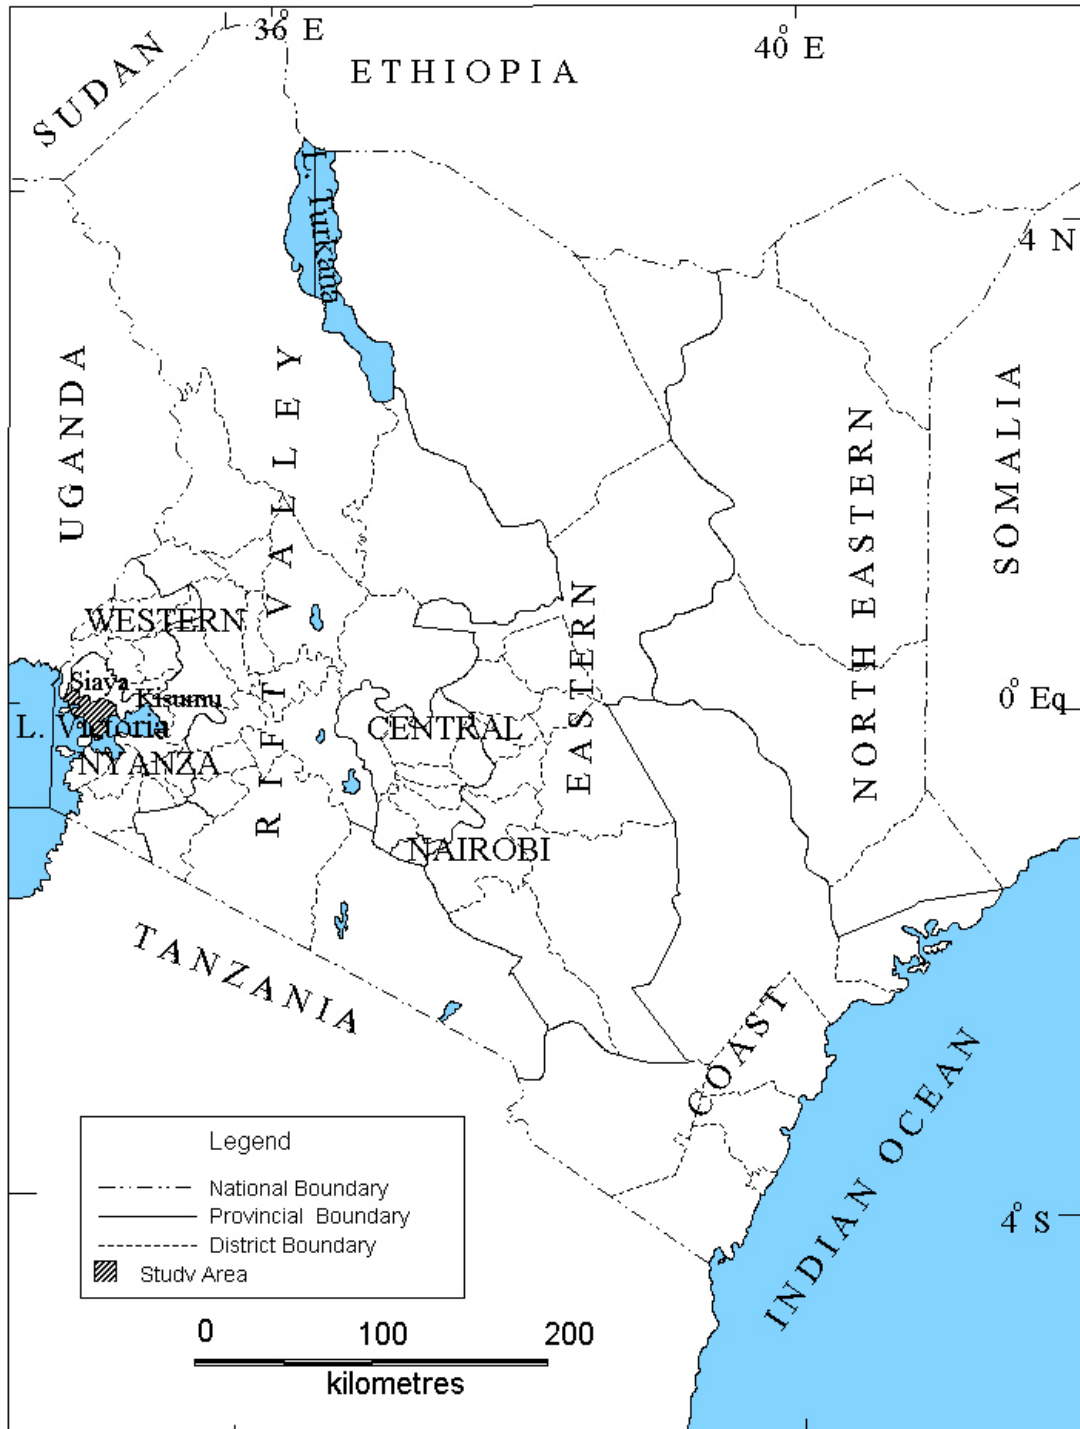 36° E
40° E
SUDAN
ETHIOPIA
L. Turkana
4 N
UGANDA
RIFT VALLEY
SOMALIA
NORTH EASTERN
EASTERN
WESTERN
Siaya
Kisumu
0° Eq
L. Victoria
CENTRAL
NYANZA
NAIROBI
TANZANIA
COAST
INDIAN OCEAN
Legend
National Boundary
Provincial Boundary
District Boundary
Study Area
4° S
0 100 200
kilometres